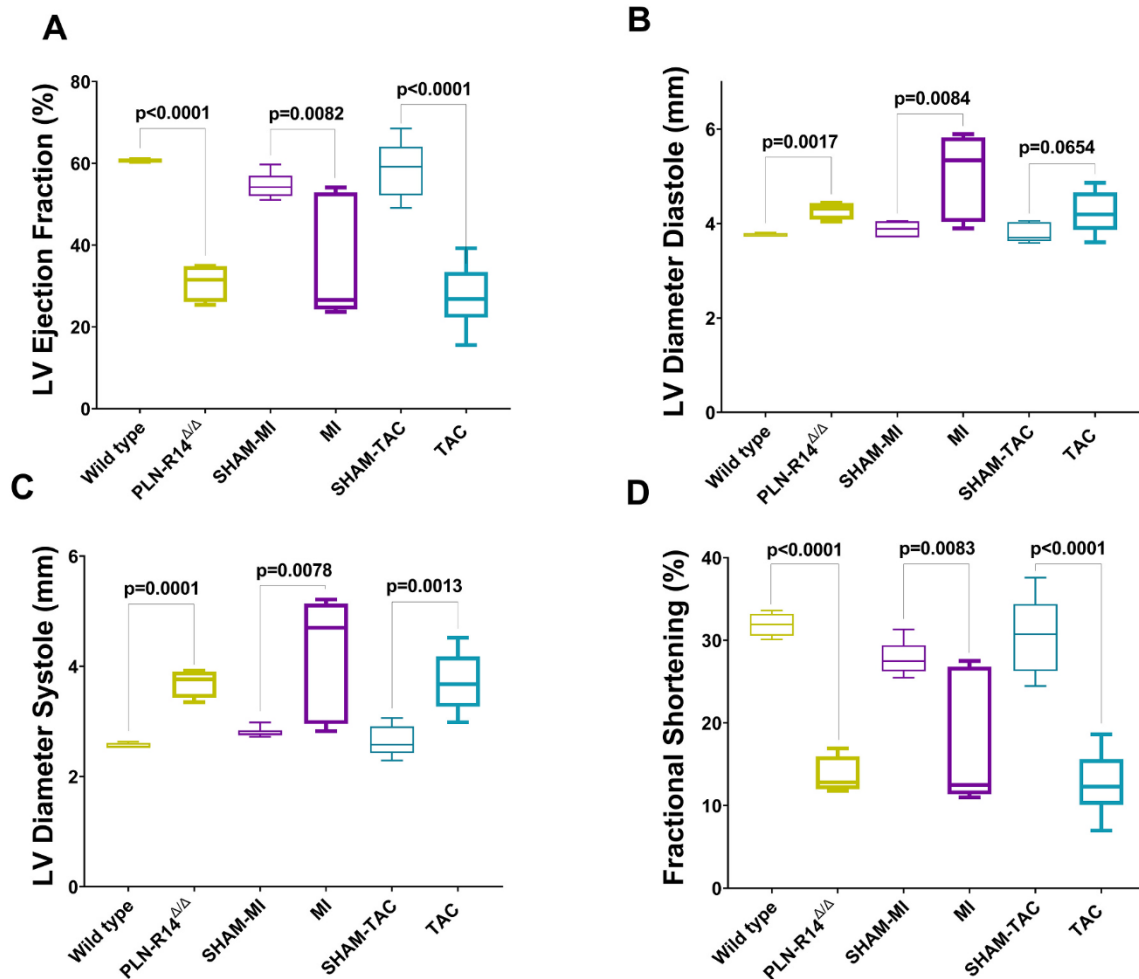 A
LV Ejection Fraction (%)
80
60
40
20
0
p<0.0001
p=0.0082
p<0.0001
Wild type
PLN-R14Δ/Δ
SHAM-MI
MI
SHAM-TAC
TAC
B
LV Diameter Diastole (mm)
6
4
2
0
p=0.0017
p=0.0084
p=0.0654
Wild type
PLN-R14Δ/Δ
SHAM-MI
MI
SHAM-TAC
TAC
C
LV Diameter Systole (mm)
6
4
2
0
p=0.0001
p=0.0078
p=0.0013
Wild type
PLN-R14Δ/Δ
SHAM-MI
MI
SHAM-TAC
TAC
D
Fractional Shortening (%)
40
30
20
10
0
p<0.0001
p=0.0083
p<0.0001
Wild type
PLN-R14Δ/Δ
SHAM-MI
MI
SHAM-TAC
TAC